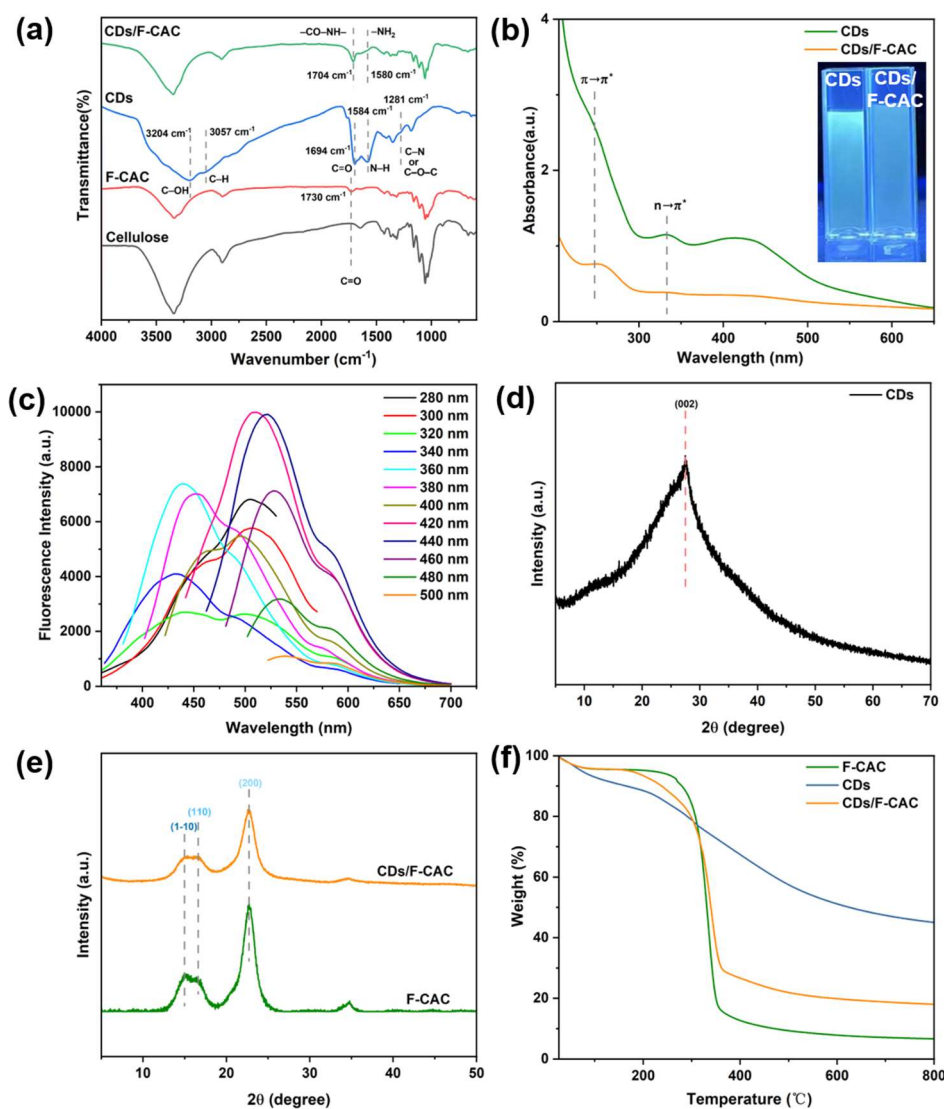 (a)
CDs/F-CAC
–CO–NH–
–NH₂
1704 cm⁻¹
1580 cm⁻¹
CDs
1281 cm⁻¹
1584 cm⁻¹
3204 cm⁻¹
3057 cm⁻¹
1694 cm⁻¹
C–OH
C–H
C=O
N–H
C–N
or
C–O–C
F-CAC
1730 cm⁻¹
Cellulose
C=O
Transmittance(%)
4000 3500 3000 2500 2000 1500 1000
Wavenumber (cm⁻¹)
(b)
CDs
CDs/F-CAC
π→π*
n→π*
CDs
CDs/
F-CAC
Absorbance(a.u.)
4
2
0
300 400 500 600
Wavelength (nm)
(c)
280 nm
300 nm
320 nm
340 nm
360 nm
380 nm
400 nm
420 nm
440 nm
460 nm
480 nm
500 nm
Fluorescence Intensity (a.u.)
10000
8000
6000
4000
2000
0
400 450 500 550 600 650 700
Wavelength (nm)
(d)
(002)
CDs
Intensity (a.u.)
10 20 30 40 50 60 70
2θ (degree)
(e)
(1-10)
(110)
(200)
CDs/F-CAC
F-CAC
Intensity (a.u.)
5 10 15 20 25 30 35 40 45 50
2θ (degree)
(f)
F-CAC
CDs
CDs/F-CAC
Weight (%)
100
80
60
40
20
0
200 400 600 800
Temperature (℃)